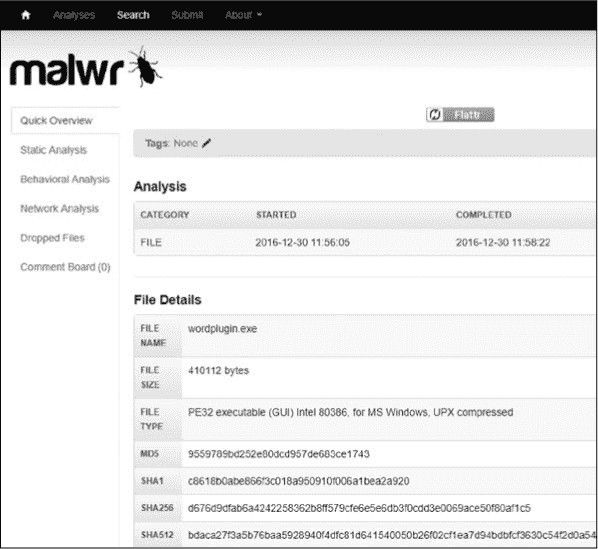 Analyses Search Submit About
malwr
Flattr
Quick Overview
Static Analysis
Behavioral Analysis
Network Analysis
Dropped Files
Comment Board (0)
Tags: None
Analysis
CATEGORY STARTED COMPLETED
FILE 2016-12-30 11:56:05 2016-12-30 11:58:22
File Details
FILE NAME wordplugin.exe
FILE SIZE 410112 bytes
FILE TYPE PE32 executable (GUI) Intel 80386, for MS Windows, UPX compressed
MD5 9559789bd252e80dcd957de683ce1743
SHA1 c8618b0abe866f3c018a950910f006a1bea2a920
SHA256 d676d9dfab6a4242258362b8ff579cfe6e5e6db3f0cdd3e0069ace50f80af1c5
SHA512 bdaca27f3a5b76baa5928940f4dfc81d641540050b26f02cf1ea7d94bdbfcf3630c54f2d0a54